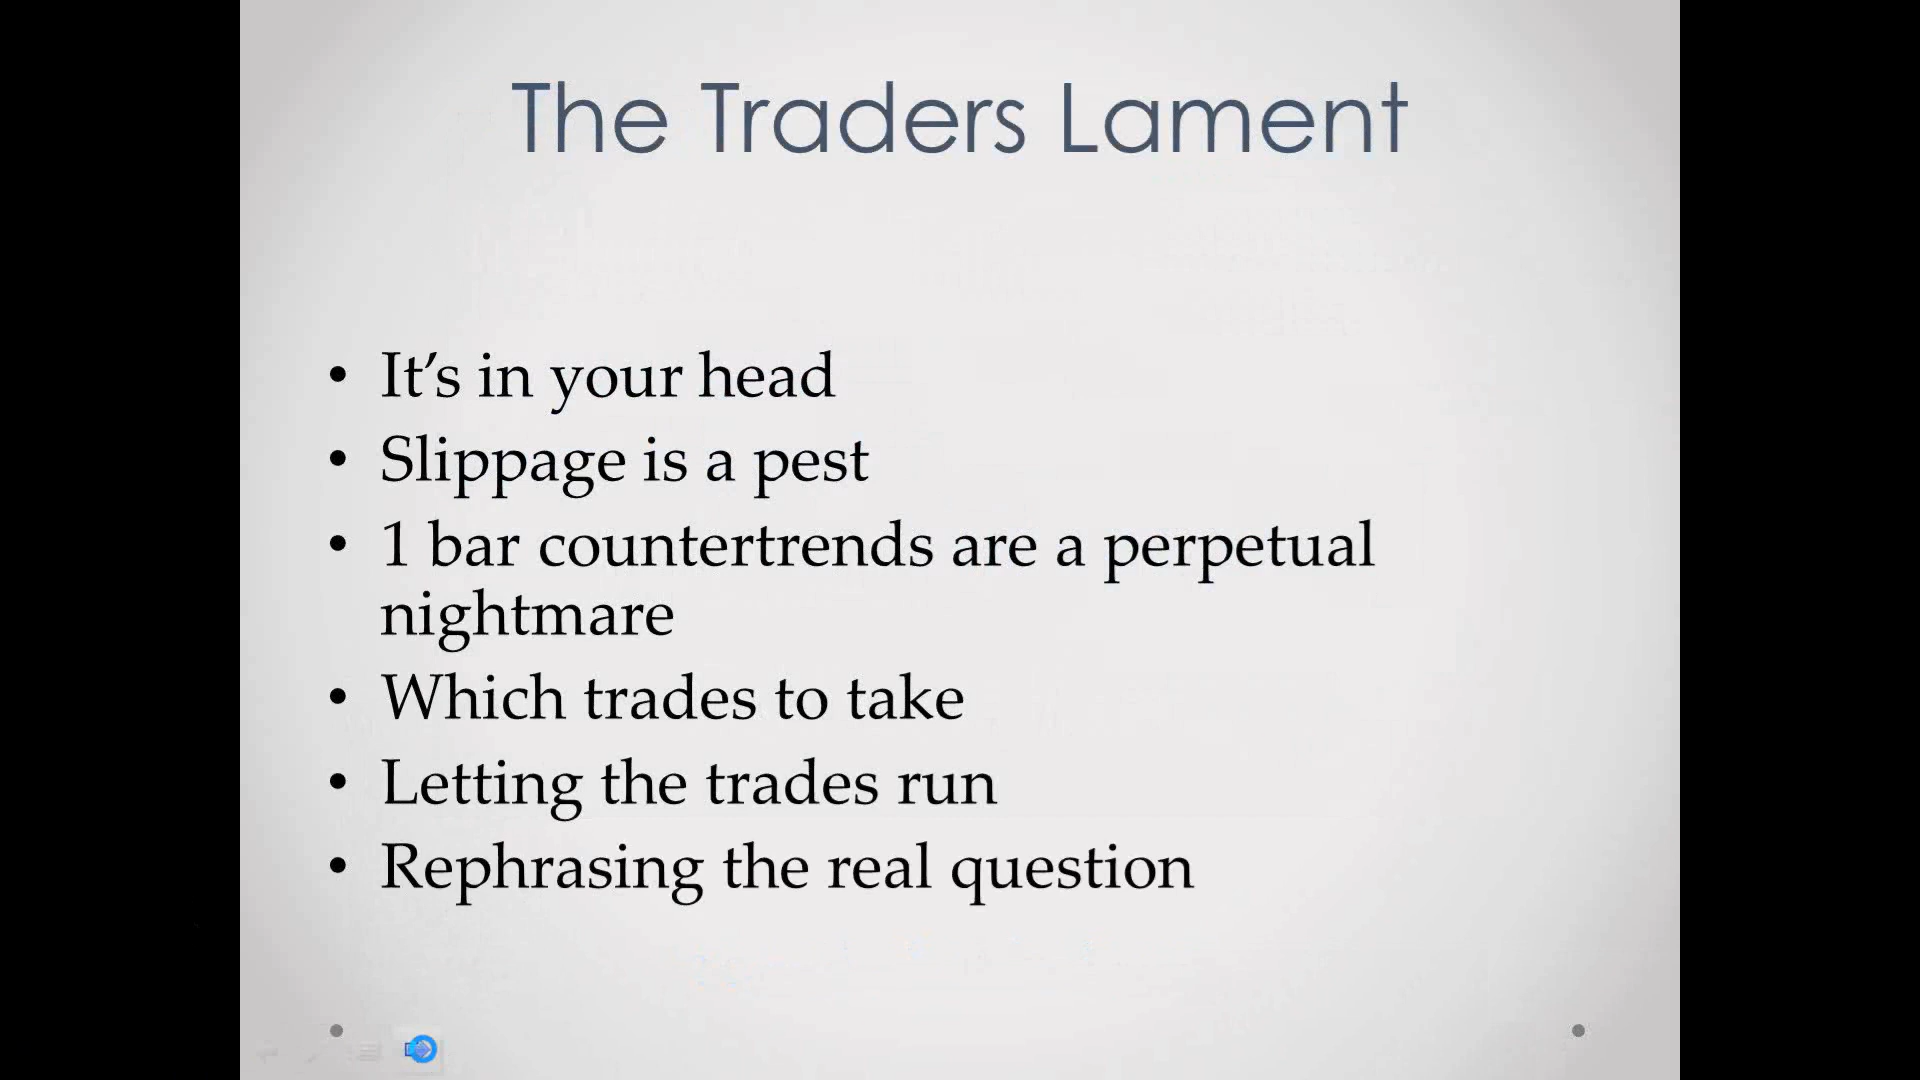 The Traders Lament
• It’s in your head
• Slippage is a pest
• 1 bar countertrends are a perpetual
nightmare
• Which trades to take
• Letting the trades run
• Rephrasing the real question